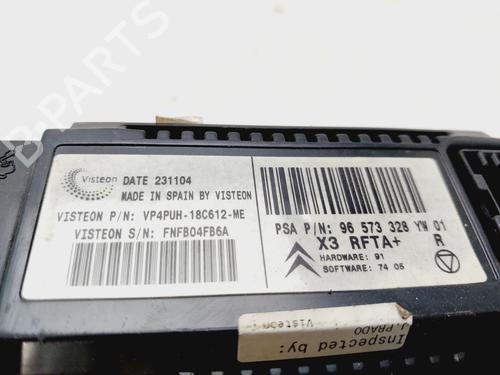 B-PARTS
Visteon DATE 231104
MADE IN SPAIN BY VISTEON
VISTEON P/N: VP4PUH-18C612-ME
VISTEON S/N: FNFB04FB6A
PSA P/N: 96 573 328 YW 01
X3 RFTA+ R
HARDWARE: 91
SOFTWARE: 74 05
Inspected by:
J. PRADO
Visteon